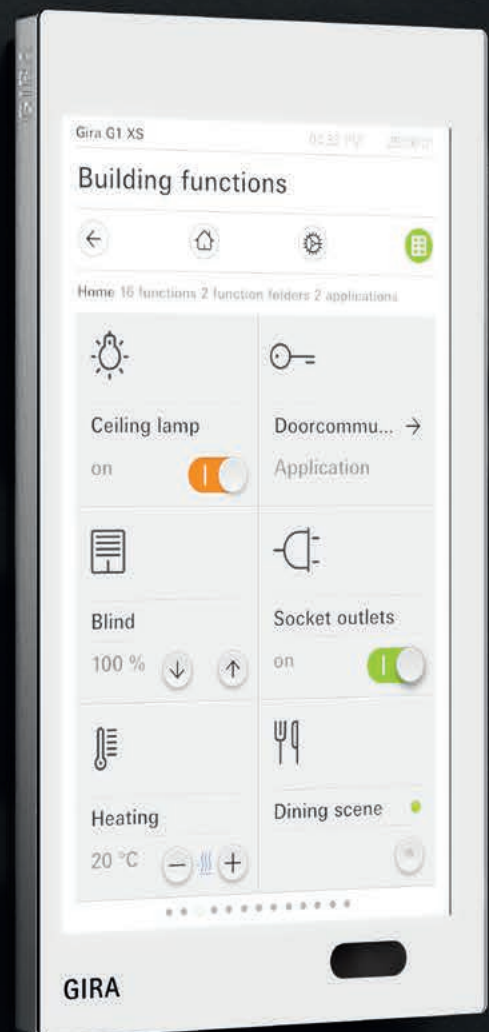 Gira G1 XS
Building functions
Home 16 functions 2 function folders 2 applications
Ceiling lamp
on
Doorcommu...
Application
Blind
100 %
Socket outlets
on
Heating
20 °C
Dining scene
GIRA